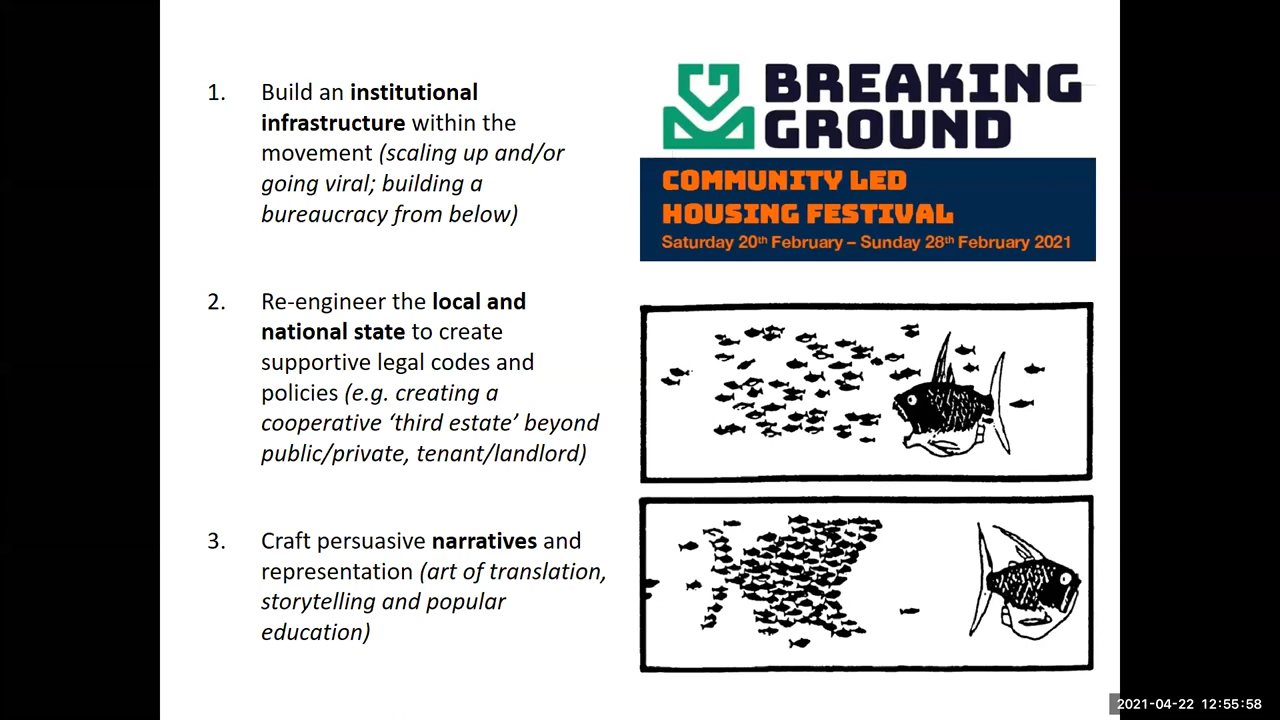 1. Build an institutional
infrastructure within the
movement (scaling up and/or
going viral; building a
bureaucracy from below)
2. Re-engineer the local and
national state to create
supportive legal codes and
policies (e.g. creating a
cooperative ‘third estate’ beyond
public/private, tenant/landlord)
3. Craft persuasive narratives and
representation (art of translation,
storytelling and popular
education)
BREAKING
GROUND
COMMUNITY LED
HOUSING FESTIVAL
Saturday 20th February – Sunday 28th February 2021
2021-04-22 12:55:58